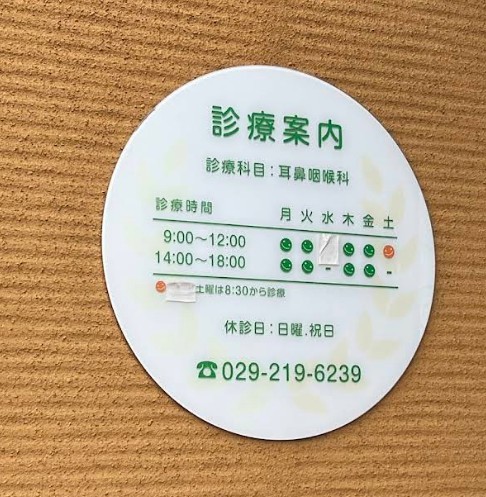 診療案内
診療科目：耳鼻咽喉科
診療時間 月 火 水 木 金 土
9:00〜12:00
14:00〜18:00 - -
土曜は8:30から診療
休診日：日曜.祝日
☎029-219-6239